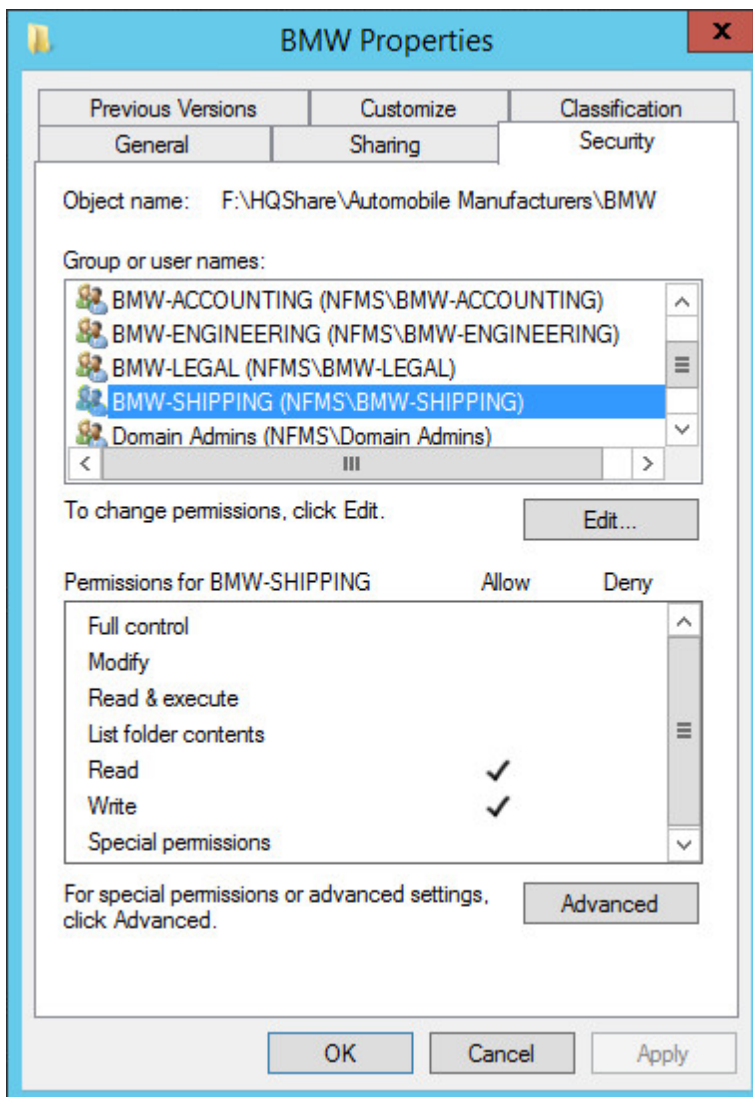 BMW Properties
x
Previous Versions Customize Classification
General Sharing Security
Object name: F:\HQShare\Automobile Manufacturers\BMW
Group or user names:
BMW-ACCOUNTING (NFMS\BMW-ACCOUNTING)
BMW-ENGINEERING (NFMS\BMW-ENGINEERING)
BMW-LEGAL (NFMS\BMW-LEGAL)
BMW-SHIPPING (NFMS\BMW-SHIPPING)
Domain Admins (NFMS\Domain Admins)
To change permissions, click Edit.
Edit...
Permissions for BMW-SHIPPING Allow Deny
Full control
Modify
Read & execute
List folder contents
Read
Write
Special permissions
For special permissions or advanced settings,
click Advanced.
Advanced
OK Cancel Apply